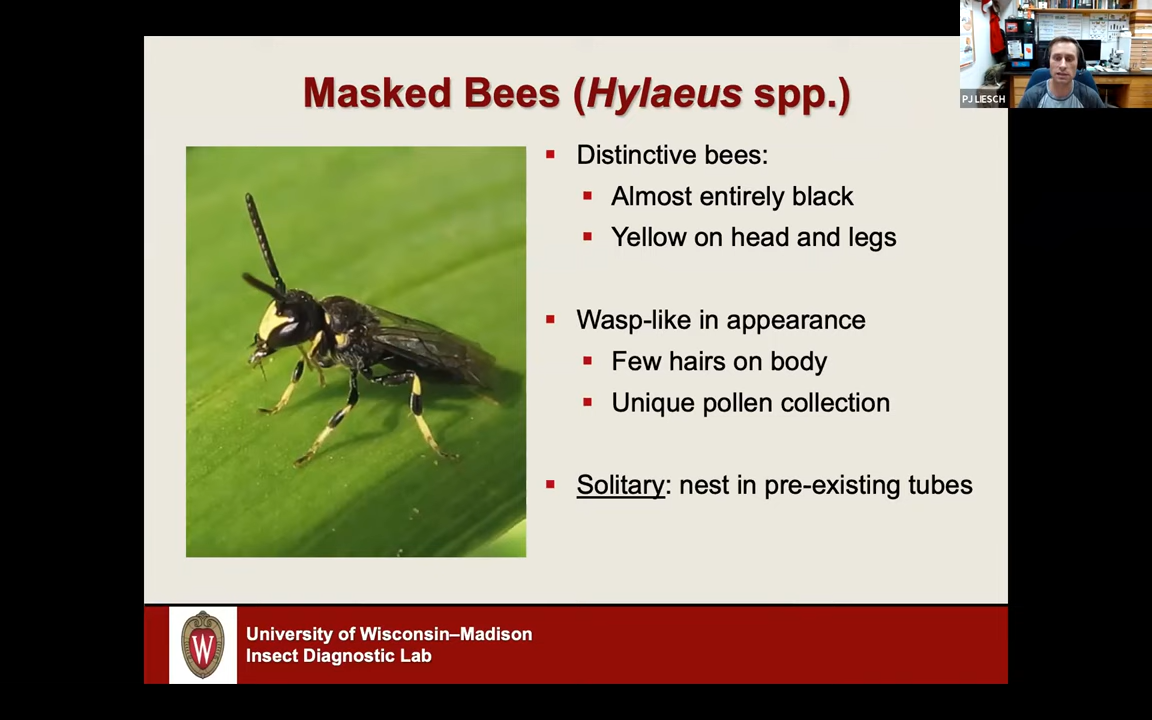 Masked Bees (Hylaeus spp.)
PJ LIESCH
▪ Distinctive bees:
▪ Almost entirely black
▪ Yellow on head and legs
▪ Wasp-like in appearance
▪ Few hairs on body
▪ Unique pollen collection
▪ Solitary: nest in pre-existing tubes
W
University of Wisconsin–Madison
Insect Diagnostic Lab